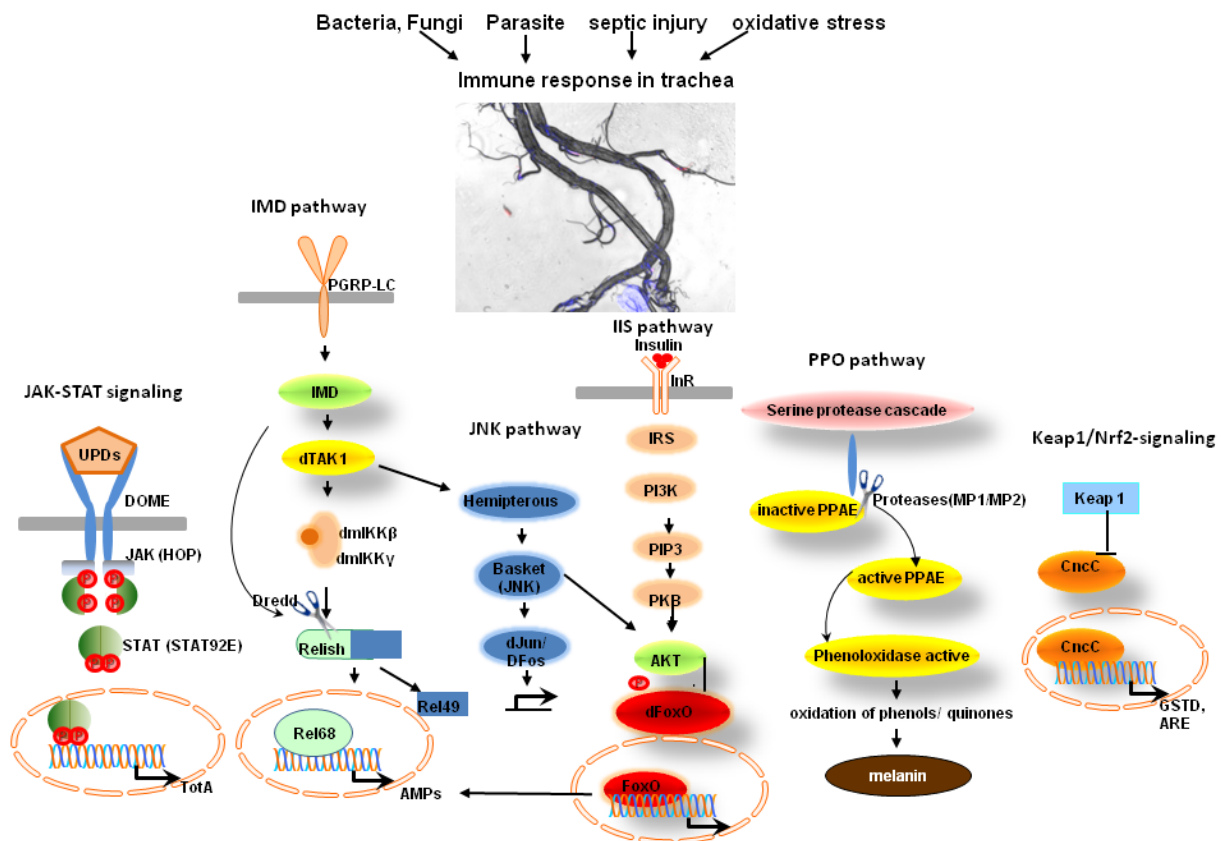 Bacteria, Fungi Parasite septic injury oxidative stress
Immune response in trachea
IMD pathway
PGRP-LC
IMD
dTAK1
dmIKKβ
dmIKKγ
Dredd
Relish
Rel49
Rel68
AMPs
JAK-STAT signaling
UPDs
DOME
JAK (HOP)
P P
P P
STAT (STAT92E)
P P
P P
TotA
JNK pathway
Hemipterous
Basket
(JNK)
dJun/
DFos
IIS pathway
Insulin
InR
IRS
PI3K
PIP3
PKB
AKT
P
dFoxO
FoxO
PPO pathway
Serine protease cascade
Proteases(MP1/MP2)
inactive PPAE
active PPAE
Phenoloxidase active
oxidation of phenols/ quinones
melanin
Keap1/Nrf2-signaling
Keap 1
CncC
CncC
GSTD,
ARE